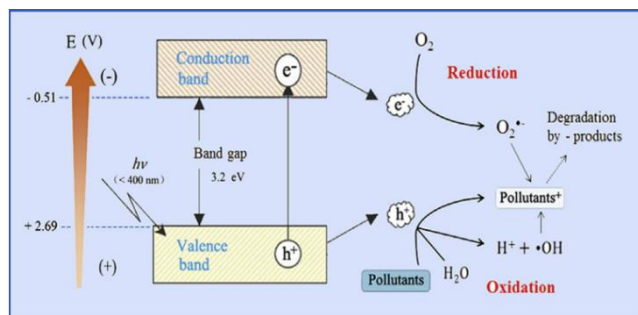 E (V)
(-)
- 0.51
hν
(< 400 nm)
+ 2.69
(+)
Conduction
band
e-
Band gap
3.2 eV
Valence
band
h+
O2
Reduction
e-
O2•-
Degradation
by - products
h+
Pollutants+
H+ + •OH
Pollutants
H2O
Oxidation